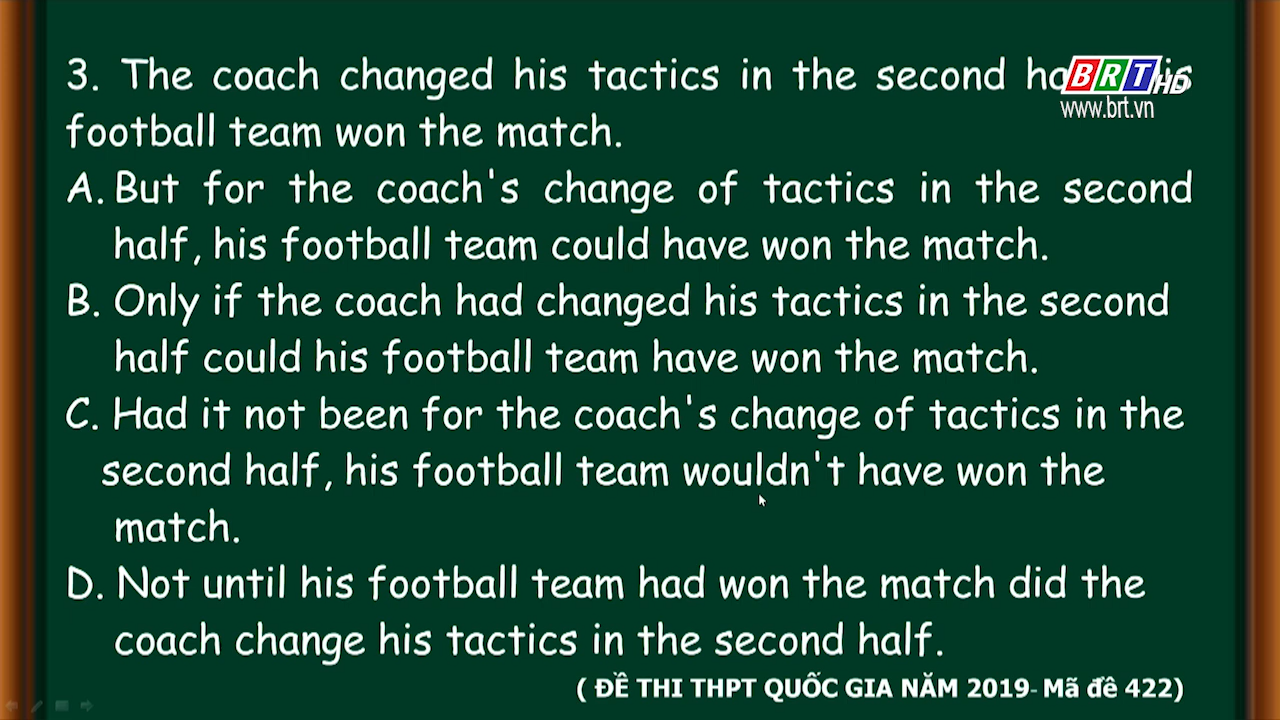 3. The coach changed his tactics in the second
BRT HD
www.brt.vn
football team won the match.
A. But for the coach's change of tactics in the second
half, his football team could have won the match.
B. Only if the coach had changed his tactics in the second
half could his football team have won the match.
C. Had it not been for the coach's change of tactics in the
second half, his football team wouldn't have won the
match.
D. Not until his football team had won the match did the
coach change his tactics in the second half.
( ĐỀ THI THPT QUỐC GIA NĂM 2019- Mã đề 422)